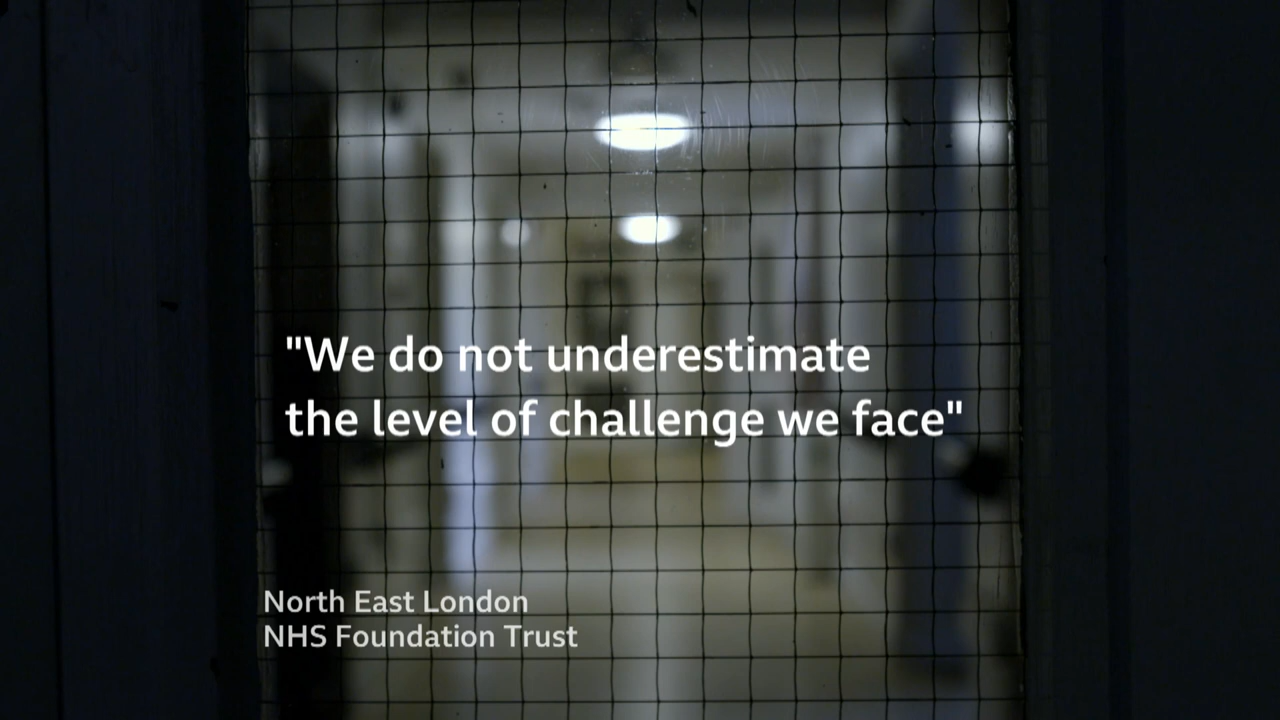 "We do not underestimate
the level of challenge we face"
North East London
NHS Foundation Trust